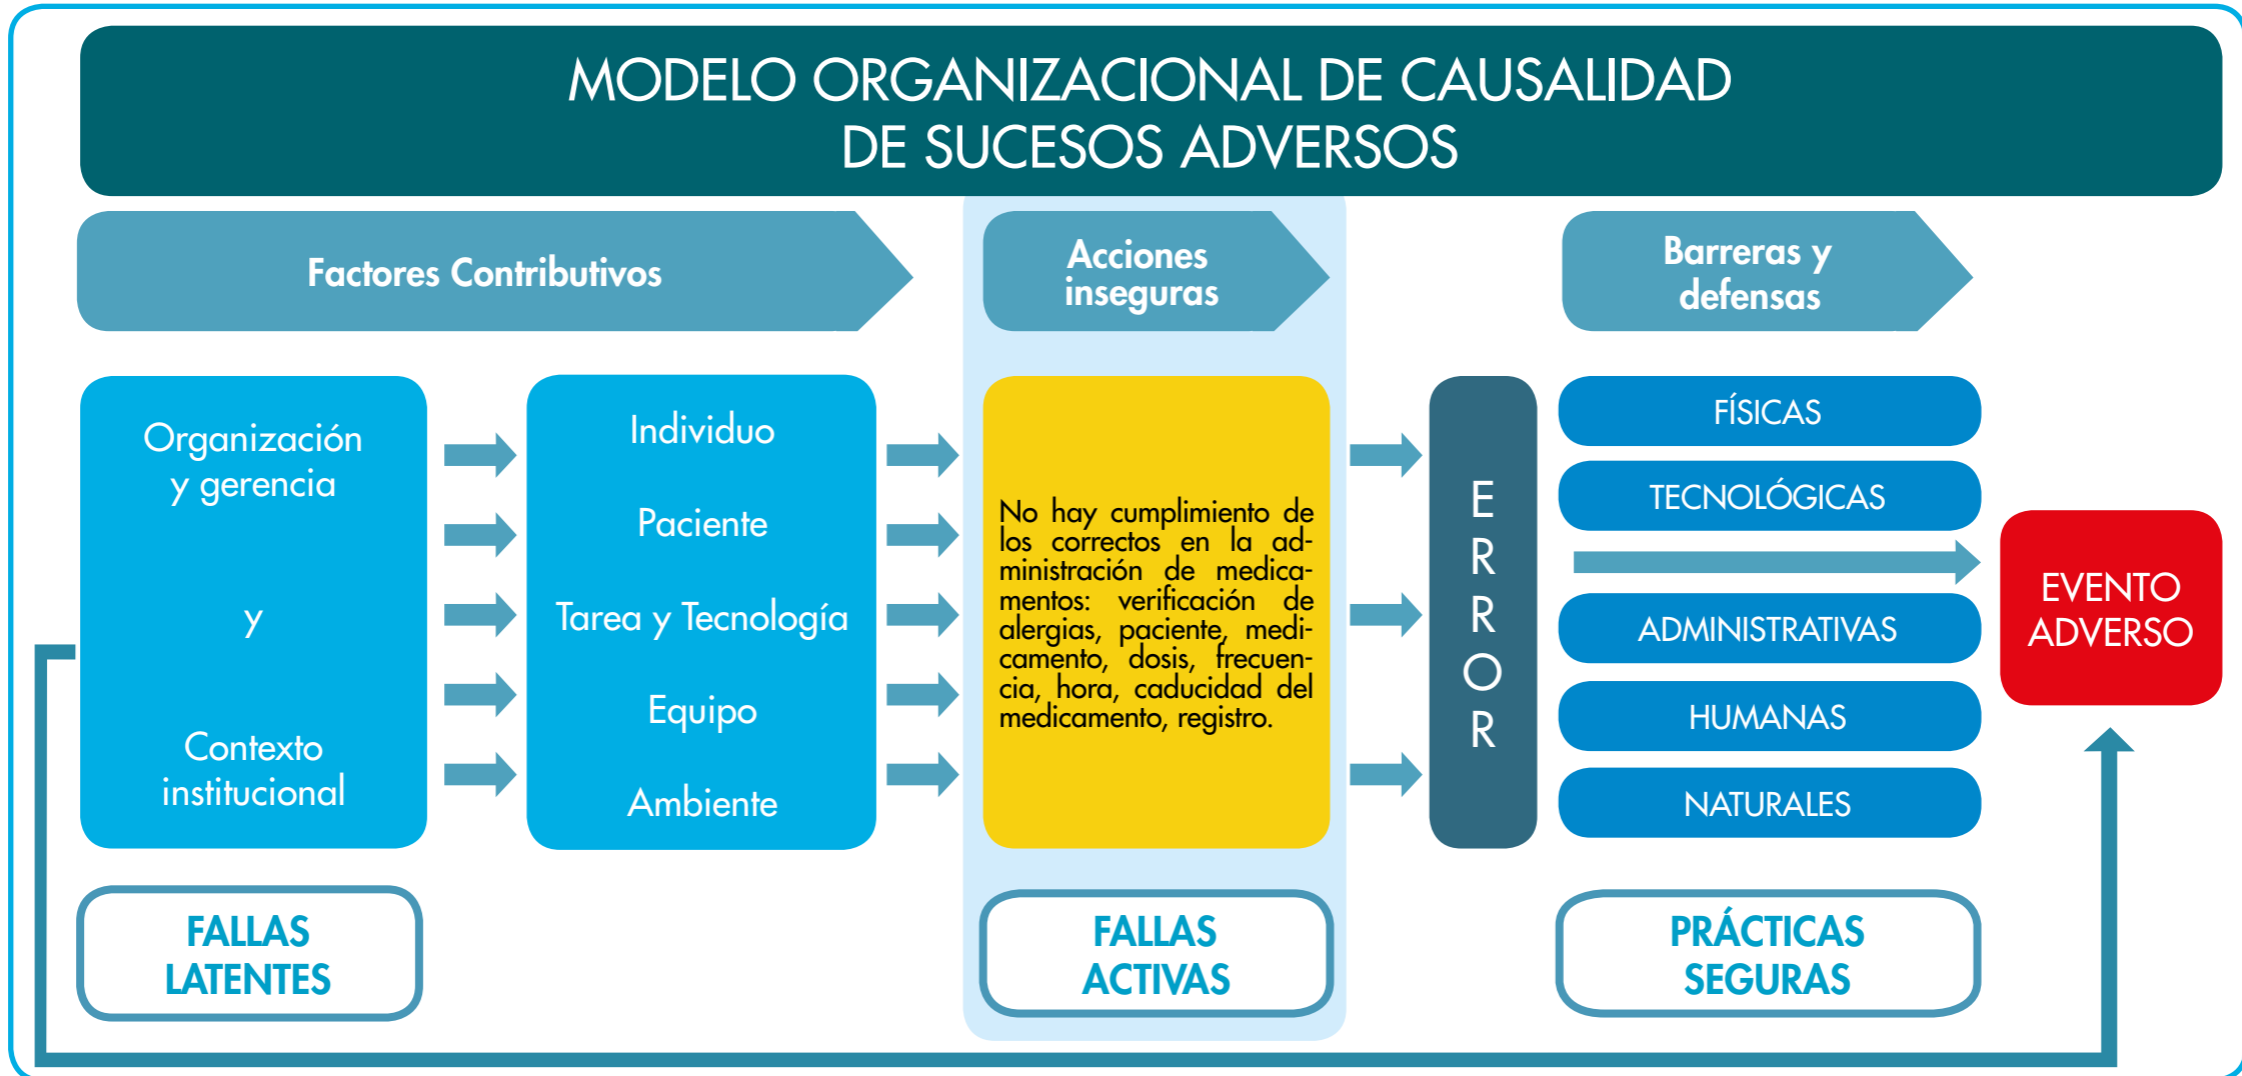 MODELO ORGANIZACIONAL DE CAUSALIDAD
DE SUCESOS ADVERSOS
Factores Contributivos
Acciones
inseguras
Barreras y
defensas
Organización
y gerencia
y
Contexto
institucional
Individuo
Paciente
Tarea y Tecnología
Equipo
Ambiente
No hay cumplimiento de
los correctos en la ad-
ministración de medica-
mentos: verificación de
alergias, paciente, medi-
camento, dosis, frecuen-
cia, hora, caducidad del
medicamento, registro.
E
R
R
O
R
FÍSICAS
TECNOLÓGICAS
ADMINISTRATIVAS
HUMANAS
NATURALES
EVENTO
ADVERSO
FALLAS
LATENTES
FALLAS
ACTIVAS
PRÁCTICAS
SEGURAS